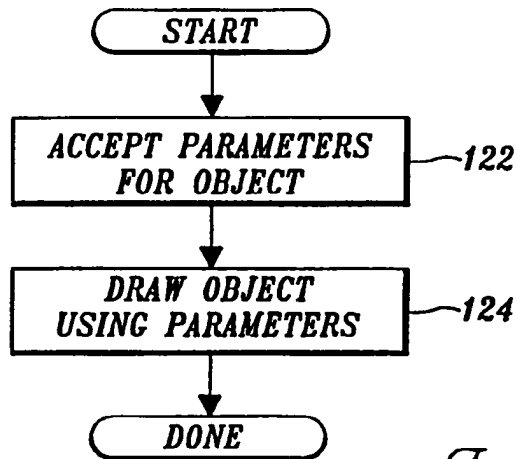 START
ACCEPT PARAMETERS
FOR OBJECT
122
DRAW OBJECT
USING PARAMETERS
124
DONE